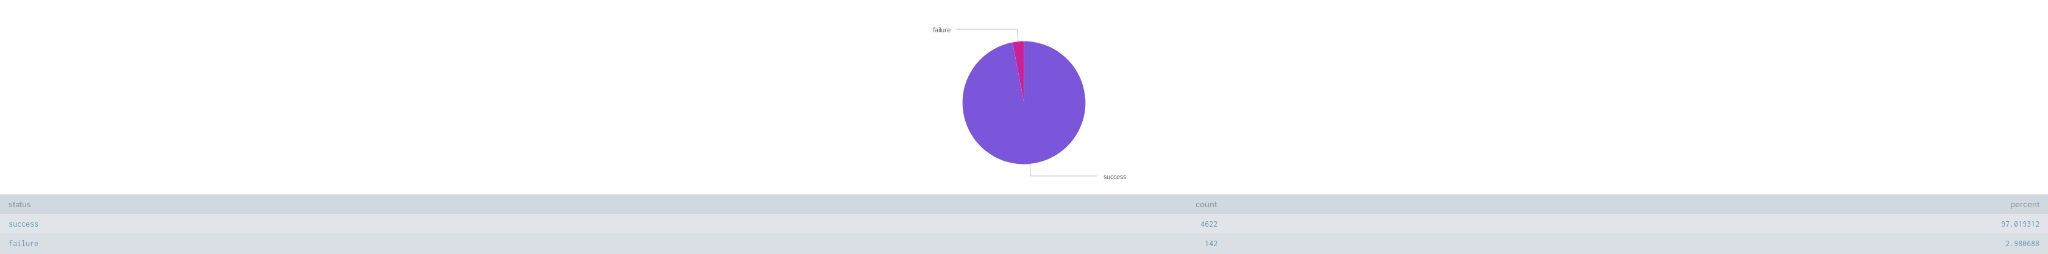 failure
success
status count percent
success 4622 97.019312
failure 142 2.980688